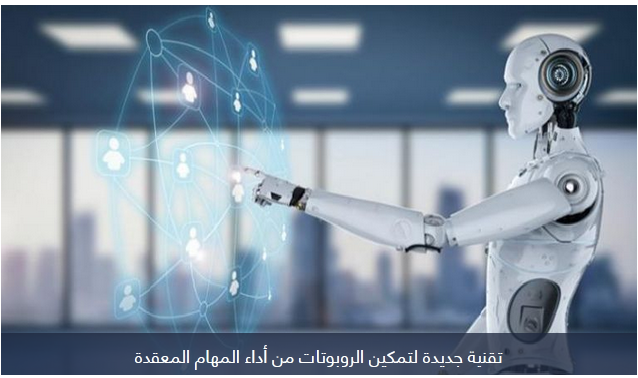 تقنية جديدة لتمكين الروبوتات من أداء المهام المعقدة